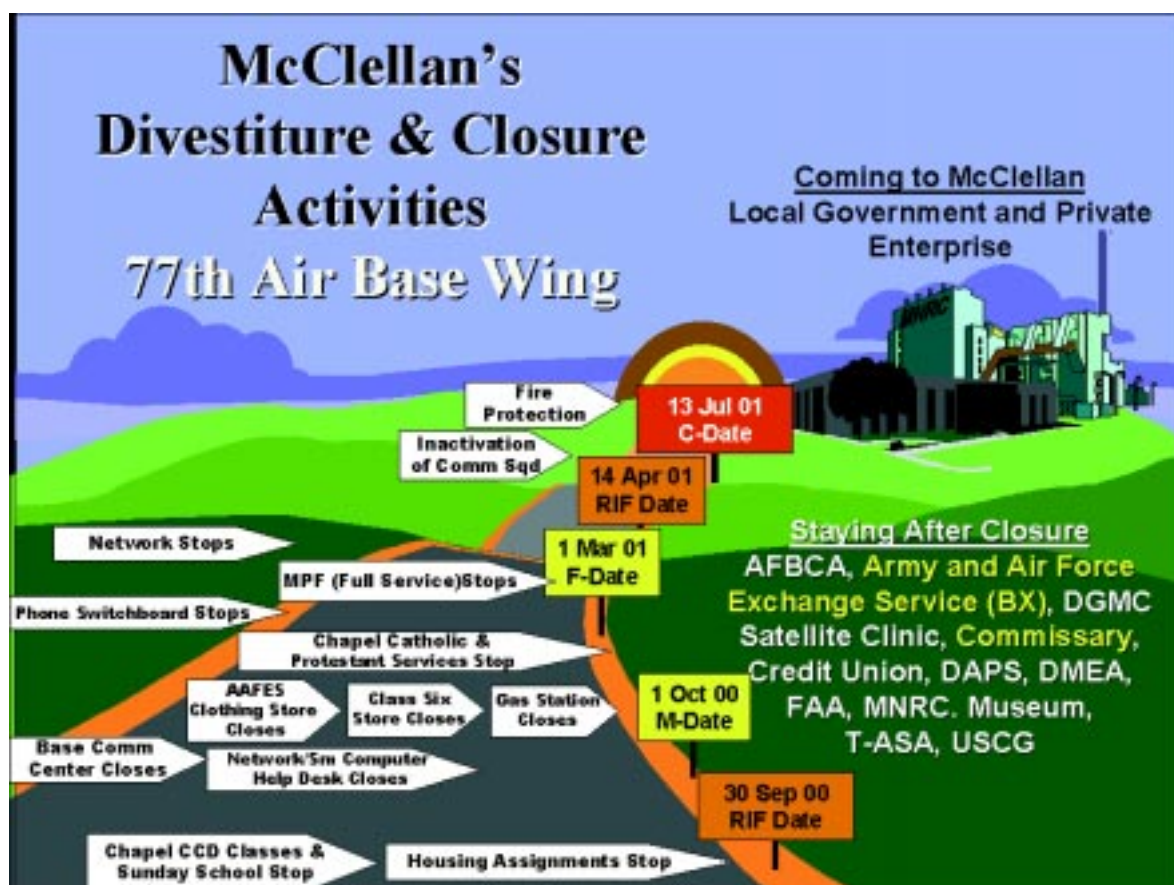 McClellan's
Divestiture & Closure
Activities
77th Air Base Wing
Coming to McClellan
Local Government and Private
Enterprise
MNRC
Fire
Protection
13 Jul 01
C-Date
Inactivation
of Comm Sqd
14 Apr 01
RIF Date
Network Stops
1 Mar 01
F-Date
MPF (Full Service)Stops
Phone Switchboard Stops
Chapel Catholic &
Protestant Services Stop
Staying After Closure
AFBCA, Army and Air Force
Exchange Service (BX), DGMC
Satellite Clinic, Commissary,
Credit Union, DAPS, DMEA,
FAA, MNRC. Museum,
T-ASA, USCG
AAFES
Clothing Store
Closes
Class Six
Store Closes
Gas Station
Closes
1 Oct 00
M-Date
Base Comm
Center Closes
Network/Sm Computer
Help Desk Closes
30 Sep 00
RIF Date
Chapel CCD Classes &
Sunday School Stop
Housing Assignments Stop